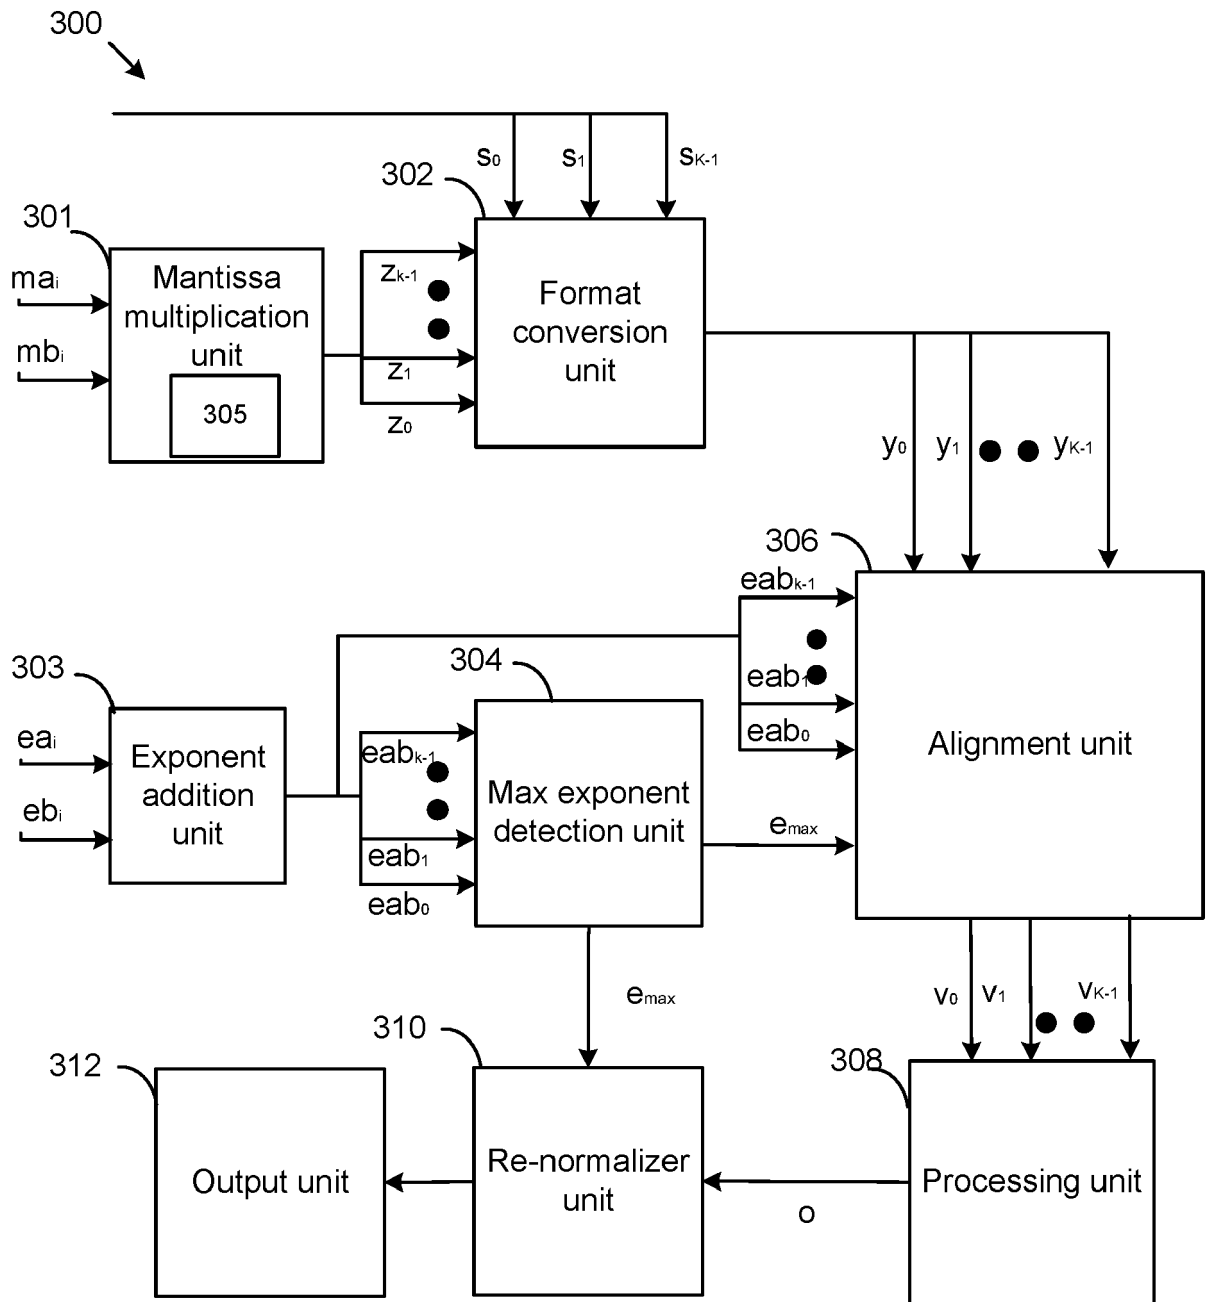 300
s0 s1 sK-1
302
301
mai
mbi
Mantissa
multiplication
unit
305
zk-1
z1
z0
Format
conversion
unit
y0 y1 yK-1
306
eabk-1
eab1
eab0
Alignment unit
303
eai
ebi
Exponent
addition
unit
304
eabk-1
eab1
eab0
Max exponent
detection unit
emax
emax
v0 v1 vK-1
312
Output unit
310
Re-normalizer
unit
o
308
Processing unit